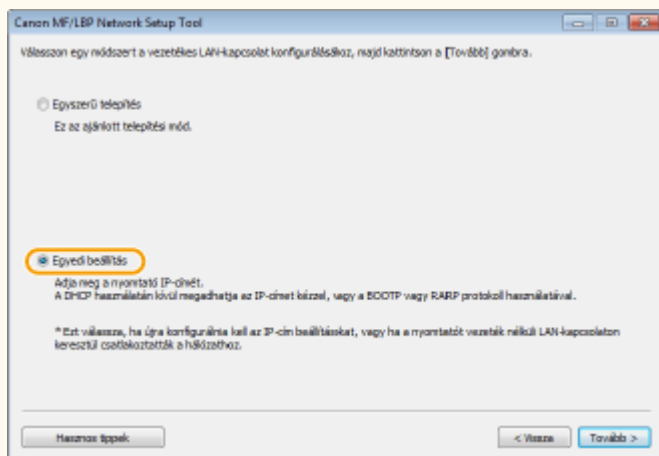 Canon MF/LBP Network Setup Tool
Válasszon egy módszert a vezetékes LAN-kapcsolat konfigurálásához, majd kattintson a [Tovább] gombra.
Egyszerű telepítés
Ez az ajánlott telepítési mód.
Egyedi beállítás
Adja meg a nyomtató IP-címét.
A DHCP használatán kívül megadhatja az IP-címet kézzel, vagy a BOOTP vagy RARP protokoll használatával.
* Ezt válassza, ha újra konfigurálnia kell az IP-cím beállításokat, vagy ha a nyomtatót vezeték nélküli LAN-kapcsolaton
keresztül csatlakoztatták a hálózathoz.
Hasznos tippek
< Vissza
Tovább >